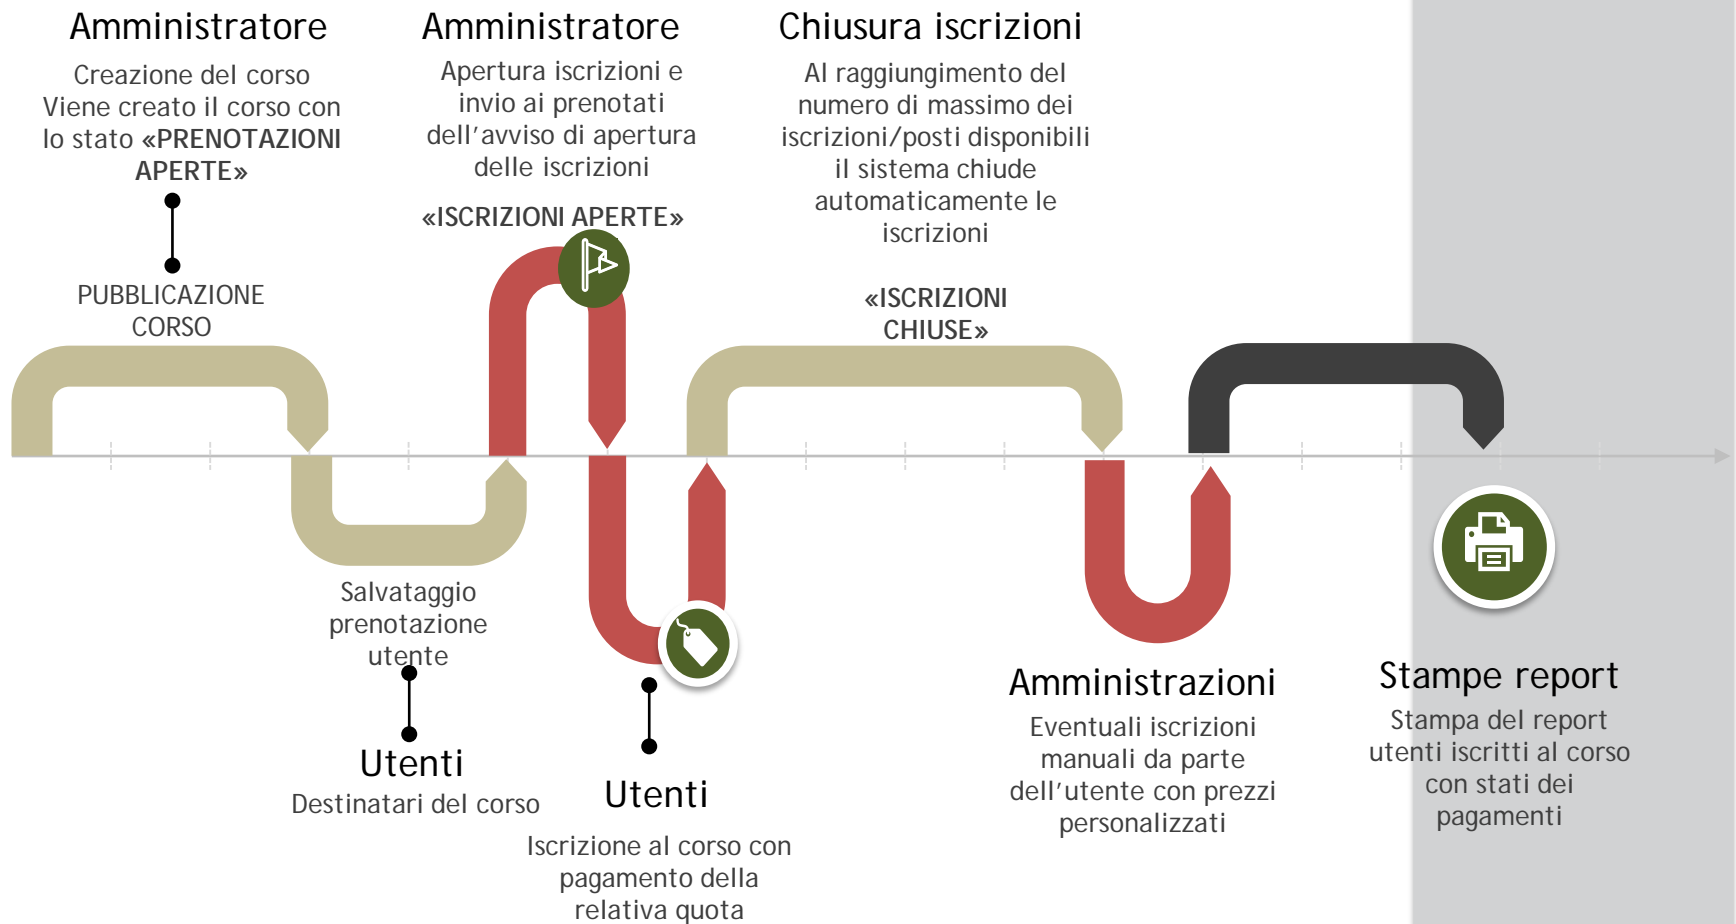 Amministratore
Creazione del corso
Viene creato il corso con
lo stato «PRENOTAZIONI
APERTE»
PUBBLICAZIONE
CORSO
Amministratore
Apertura iscrizioni e
invio ai prenotati
dell’avviso di apertura
delle iscrizioni
«ISCRIZIONI APERTE»
Chiusura iscrizioni
Al raggiungimento del
numero di massimo dei
iscrizioni/posti disponibili
il sistema chiude
automaticamente le
iscrizioni
«ISCRIZIONI
CHIUSE»
Salvataggio
prenotazione
utente
Utenti
Destinatari del corso
Utenti
Iscrizione al corso con
pagamento della
relativa quota
Amministrazioni
Eventuali iscrizioni
manuali da parte
dell’utente con prezzi
personalizzati
Stampe report
Stampa del report
utenti iscritti al corso
con stati dei
pagamenti